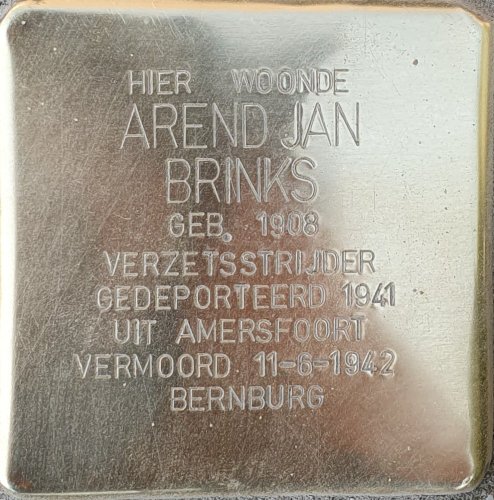 HIER WOONDE
AREND JAN
BRINKS
GEB. 1908
VERZETSSTRIJDER
GEDEPORTEERD 1941
UIT AMERSFOORT
VERMOORD 11-6-1942
BERNBURG